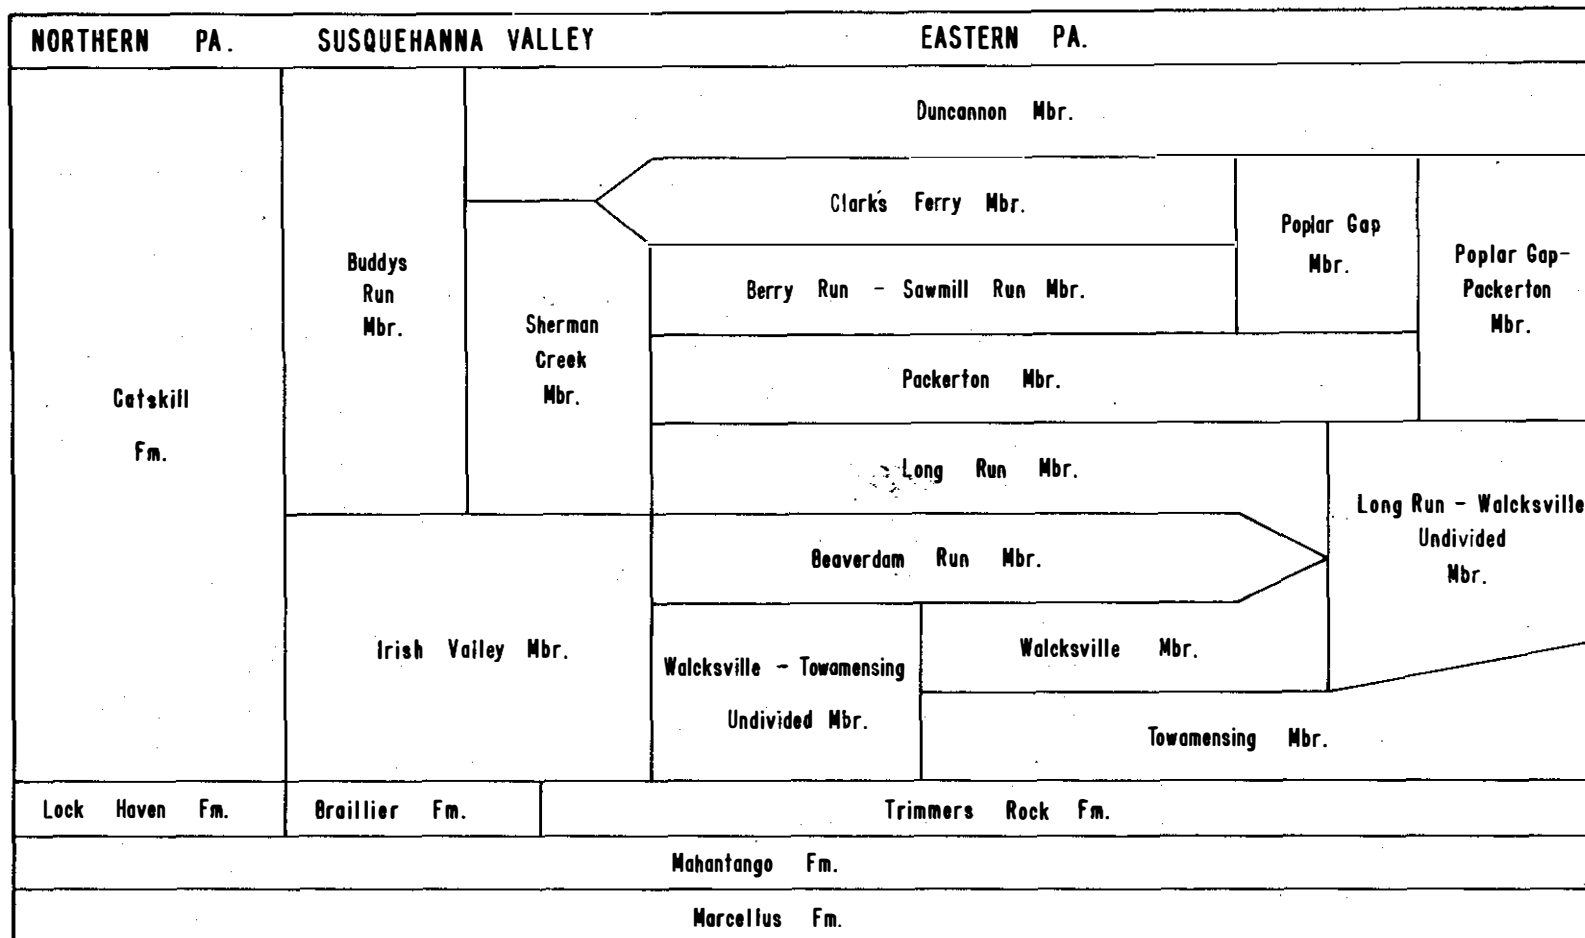 NORTHERN PA. SUSQUEHANNA VALLEY EASTERN PA.
Duncannon Mbr.
Clark's Ferry Mbr.
Poplar Gap
Mbr.
Poplar Gap-
Packerton
Mbr.
Buddys
Run
Mbr.
Berry Run - Sawmill Run Mbr.
Sherman
Creek
Mbr.
Packerton Mbr.
Catskill
Fm.
Long Run Mbr.
Long Run - Walcksville
Undivided
Mbr.
Beaverdam Run Mbr.
Irish Valley Mbr.
Walcksville - Towamensing
Undivided Mbr.
Walcksville Mbr.
Towamensing Mbr.
Lock Haven Fm. Braillier Fm. Trimmers Rock Fm.
Mahantango Fm.
Marcellus Fm.